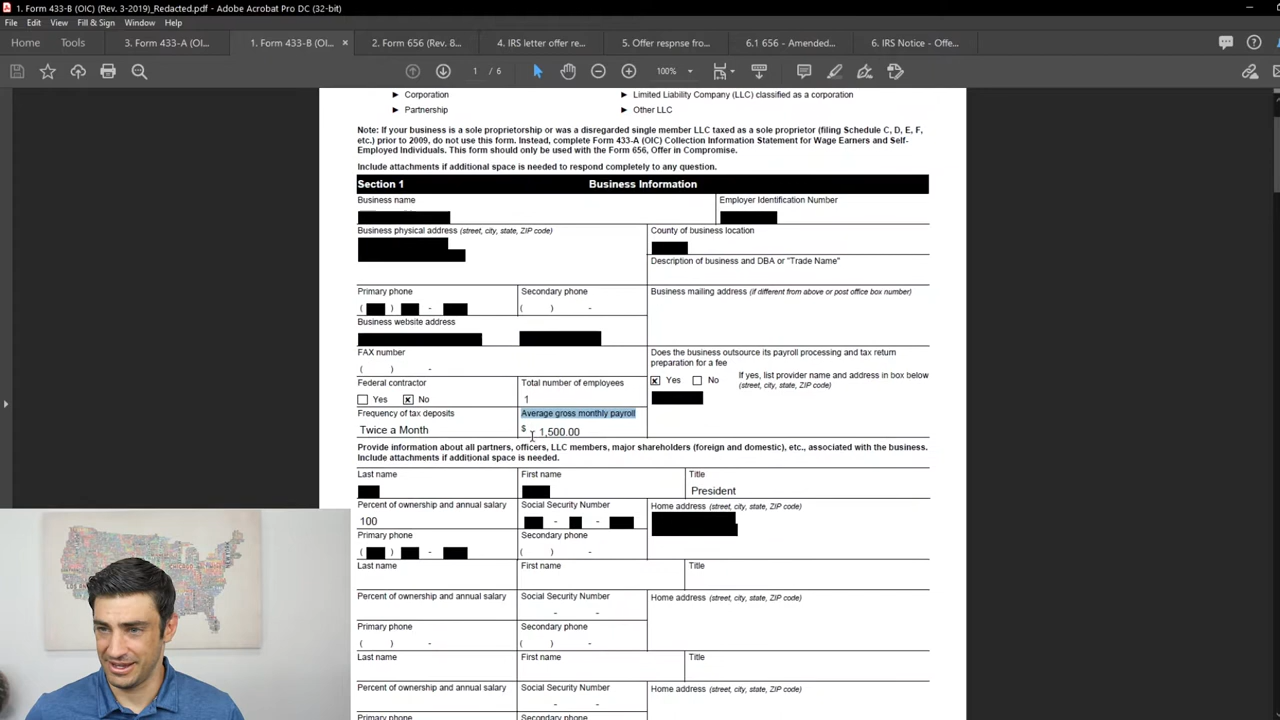 1. Form 433-B (OIC) (Rev. 3-2019)_Redacted.pdf - Adobe Acrobat Pro DC (32-bit)
File Edit View Fill & Sign Window Help
Home Tools 3. Form 433-A (OI... 1. Form 433-B (OI... × 2. Form 656 (Rev. 8... 4. IRS letter offer re... 5. Offer respnse fro... 6.1 656 - Amended... 6. IRS Notice - Offe...
1 / 6 100%
► Corporation ► Limited Liability Company (LLC) classified as a corporation
► Partnership ► Other LLC
Note: If your business is a sole proprietorship or was a disregarded single member LLC taxed as a sole proprietor (filing Schedule C, D, E, F,
etc.) prior to 2009, do not use this form. Instead, complete Form 433-A (OIC) Collection Information Statement for Wage Earners and Self-
Employed Individuals. This form should only be used with the Form 656, Offer in Compromise.
Include attachments if additional space is needed to respond completely to any question.
Section 1 Business Information
Business name Employer Identification Number
Business physical address (street, city, state, ZIP code) County of business location
Description of business and DBA or "Trade Name"
Primary phone Secondary phone Business mailing address (if different from above or post office box number)
( ) - ( ) -
Business website address
FAX number Does the business outsource its payroll processing and tax return
preparation for a fee
( ) -
Yes No If yes, list provider name and address in box below
(street, city, state, ZIP code)
Federal contractor Total number of employees
Yes No 1
Frequency of tax deposits Average gross monthly payroll
Twice a Month $ 1,500.00
Provide information about all partners, officers, LLC members, major shareholders (foreign and domestic), etc., associated with the business.
Include attachments if additional space is needed.
Last name First name Title
President
Percent of ownership and annual salary Social Security Number Home address (street, city, state, ZIP code)
100 - -
Primary phone Secondary phone
( ) - ( ) -
Last name First name Title
Percent of ownership and annual salary Social Security Number Home address (street, city, state, ZIP code)
- -
Primary phone Secondary phone
( ) - ( ) -
Last name First name Title
Percent of ownership and annual salary Social Security Number Home address (street, city, state, ZIP code)
- -
Primary phone Secondary phone